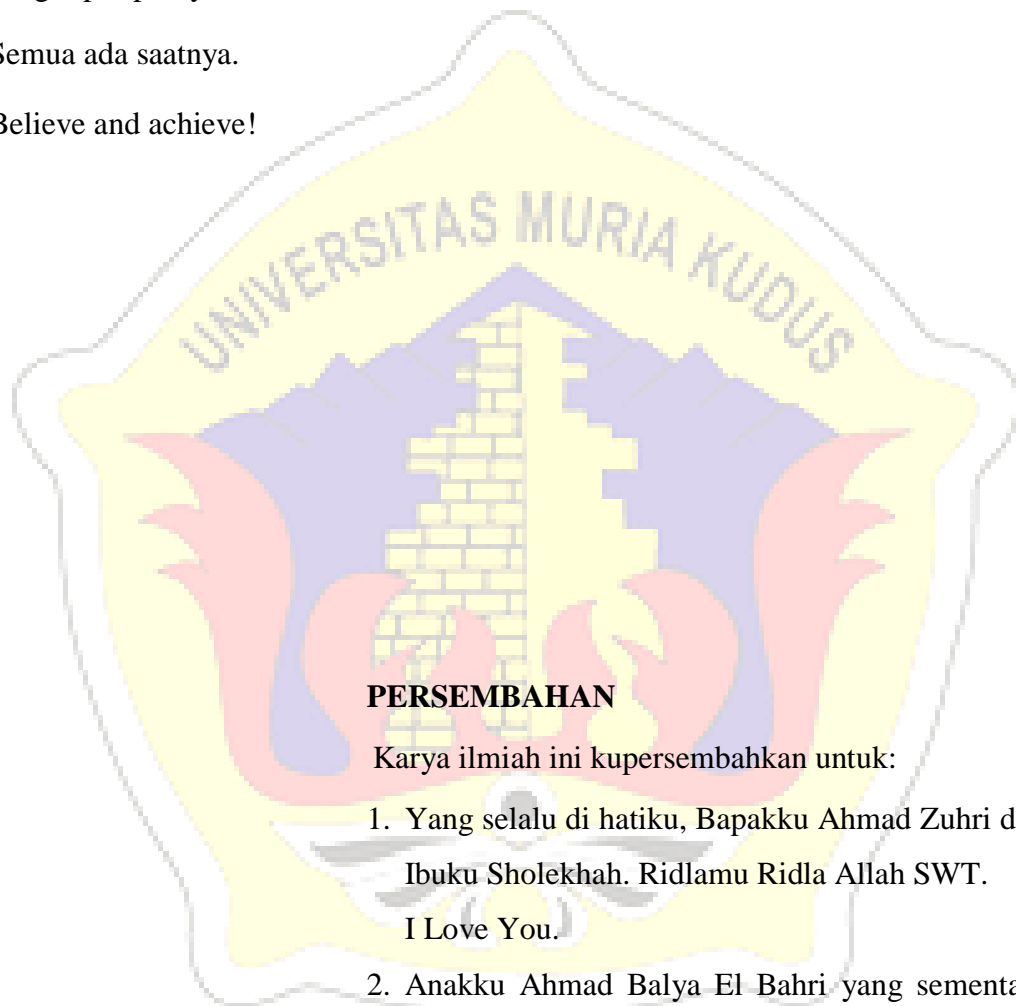 Semua ada saatnya.
Believe and achieve!
UNIVERSITAS MURIA KUDUS
PERSEMBAHAN
Karya ilmiah ini kupersembahkan untuk:
1. Yang selalu di hatiku, Bapakku Ahmad Zuhri d
Ibuku Sholekhah. Ridlamu Ridla Allah SWT.
I Love You.
2. Anakku Ahmad Balya El Bahri yang sementa